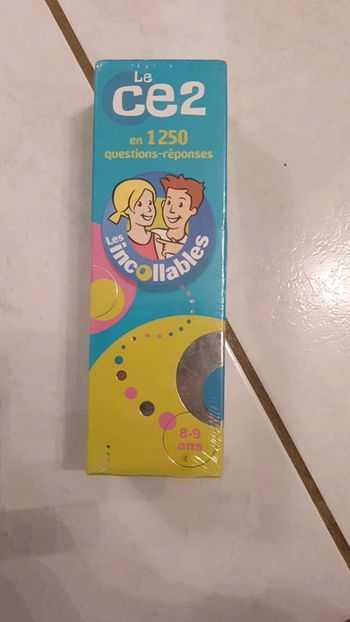 Le
ce2
en 1250
questions-réponses
Les
incollables
8-9
ans